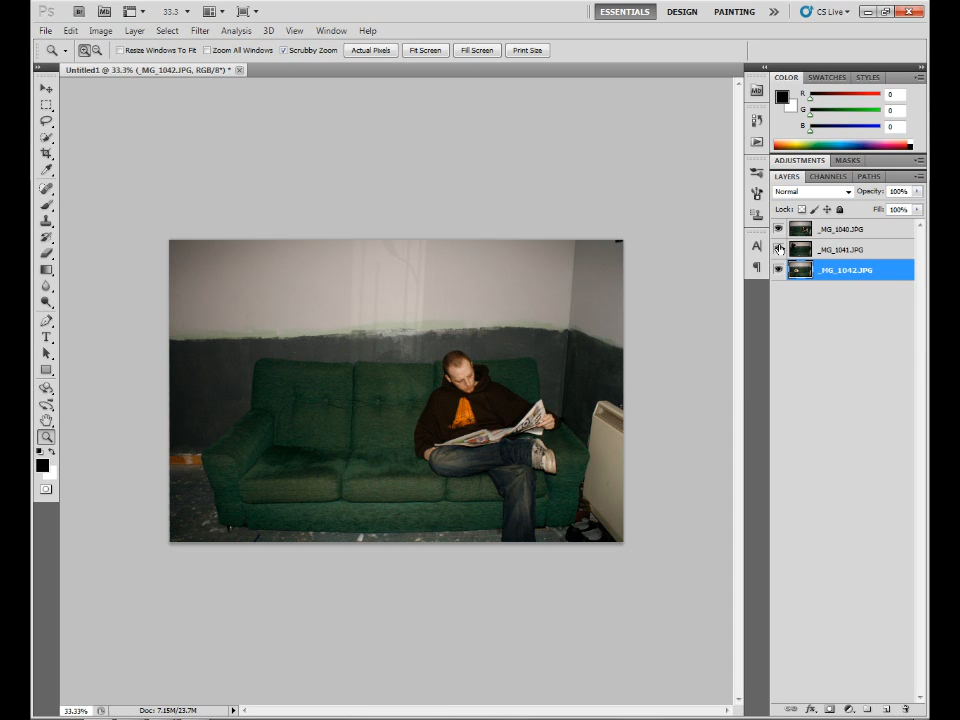 Ps Br Mb 33.3 ESSENTIALS DESIGN PAINTING CS Live
File Edit Image Layer Select Filter Analysis 3D View Window Help
Resize Windows To Fit Zoom All Windows Scrubby Zoom Actual Pixels Fit Screen Fill Screen Print Size
Untitled1 @ 33.3% (_MG_1042.JPG, RGB/8*) *
COLOR SWATCHES STYLES
Mb
R 0
G 0
B 0
ADJUSTMENTS MASKS
LAYERS CHANNELS PATHS
Normal Opacity: 100%
Lock: Fill: 100%
_MG_1040.JPG
_MG_1041.JPG
_MG_1042.JPG
33.33% Doc: 7.15M/23.7M